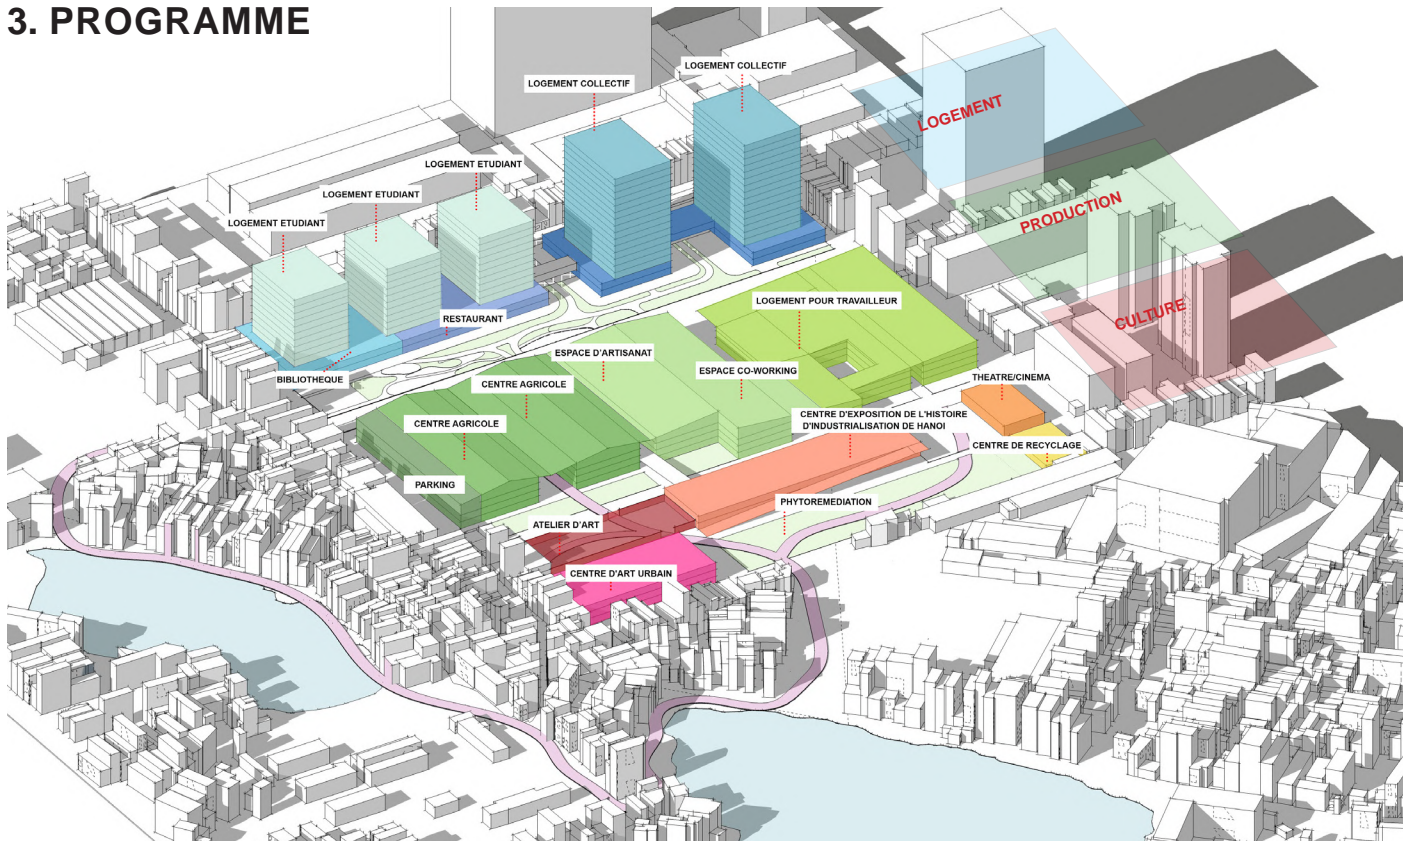 3. PROGRAMME
LOGEMENT COLLECTIF
LOGEMENT COLLECTIF
LOGEMENT
LOGEMENT ETUDIANT
LOGEMENT ETUDIANT
LOGEMENT ETUDIANT
PRODUCTION
LOGEMENT POUR TRAVAILLEUR
CULTURE
RESTAURANT
ESPACE D'ARTISANAT
ESPACE CO-WORKING
BIBLIOTHEQUE
CENTRE AGRICOLE
THEATRE/CINEMA
CENTRE AGRICOLE
CENTRE D'EXPOSITION DE L'HISTOIRE
D'INDUSTRIALISATION DE HANOI
CENTRE DE RECYCLAGE
PARKING
PHYTOREMEDIATION
ATELIER D'ART
CENTRE D'ART URBAIN